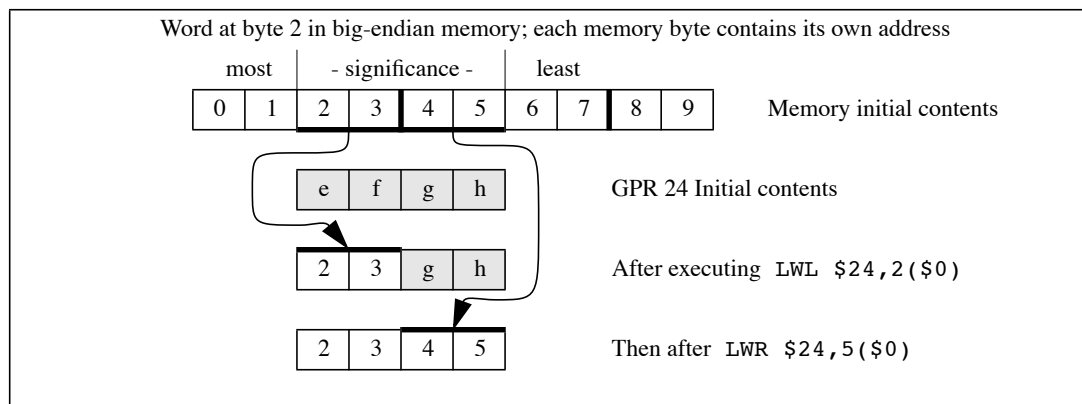 Word at byte 2 in big-endian memory; each memory byte contains its own address
most - significance - least
0 1 2 3 4 5 6 7 8 9 Memory initial contents
e f g h GPR 24 Initial contents
2 3 g h After executing LWL $24,2($0)
2 3 4 5 Then after LWR $24,5($0)